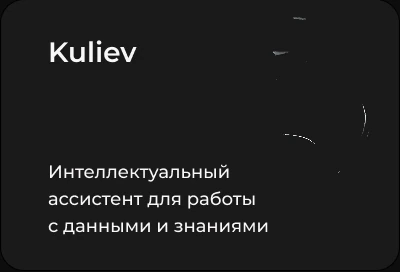 Kuliev
Интеллектуальный
ассистент для работы
с данными и знаниями